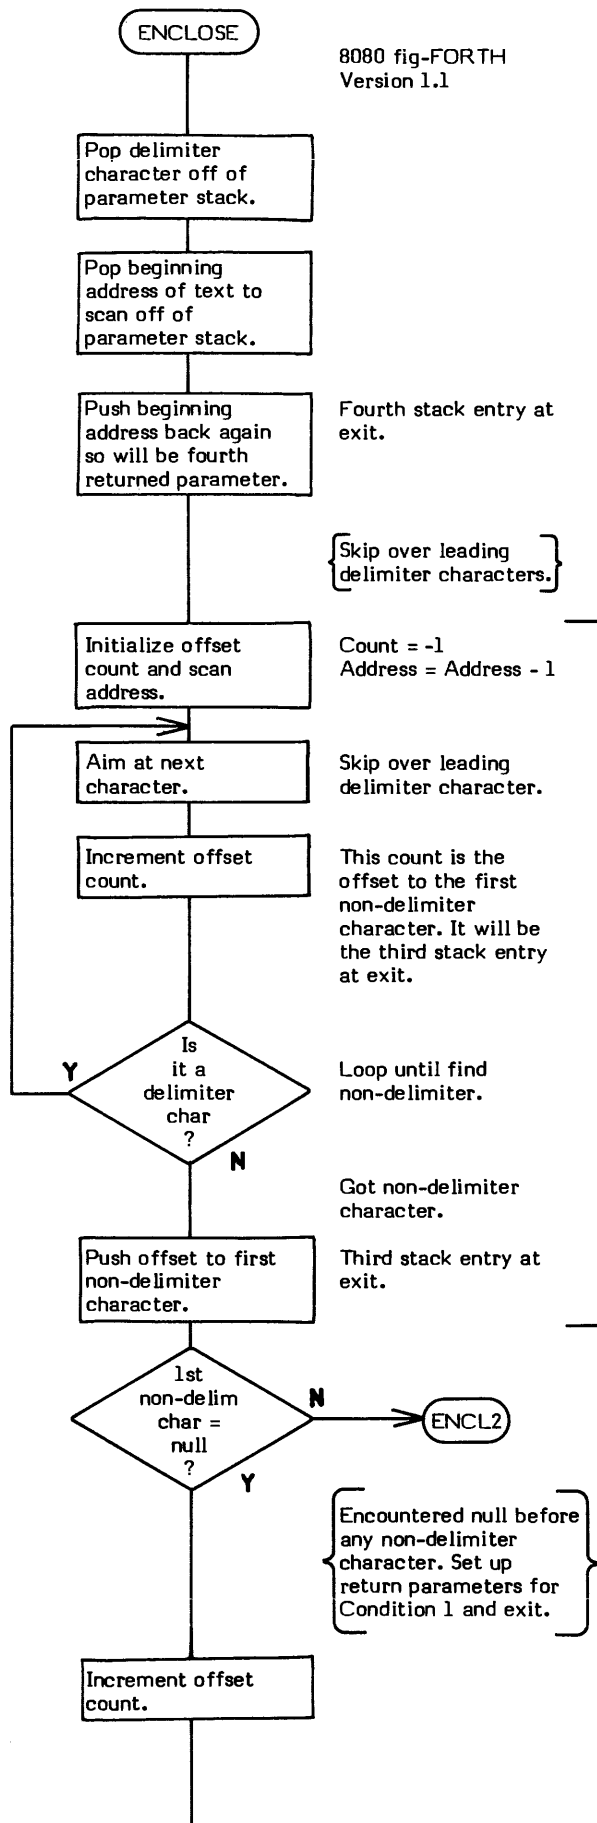 ENCLOSE
8080 fig-FORTH
Version 1.1
Pop delimiter
character off of
parameter stack.
Pop beginning
address of text to
scan off of
parameter stack.
Push beginning
address back again
so will be fourth
returned parameter.
Fourth stack entry at
exit.
Skip over leading
delimiter characters.
Initialize offset
count and scan
address.
Count = -1
Address = Address - 1
Aim at next
character.
Skip over leading
delimiter character.
Increment offset
count.
This count is the
offset to the first
non-delimiter
character. It will be
the third stack entry
at exit.
Is
it a
delimiter
char
?
Y
N
Loop until find
non-delimiter.
Got non-delimiter
character.
Push offset to first
non-delimiter
character.
Third stack entry at
exit.
1st
non-delim
char =
null
?
N
ENCL2
Y
Encountered null before
any non-delimiter
character. Set up
return parameters for
Condition 1 and exit.
Increment offset
count.